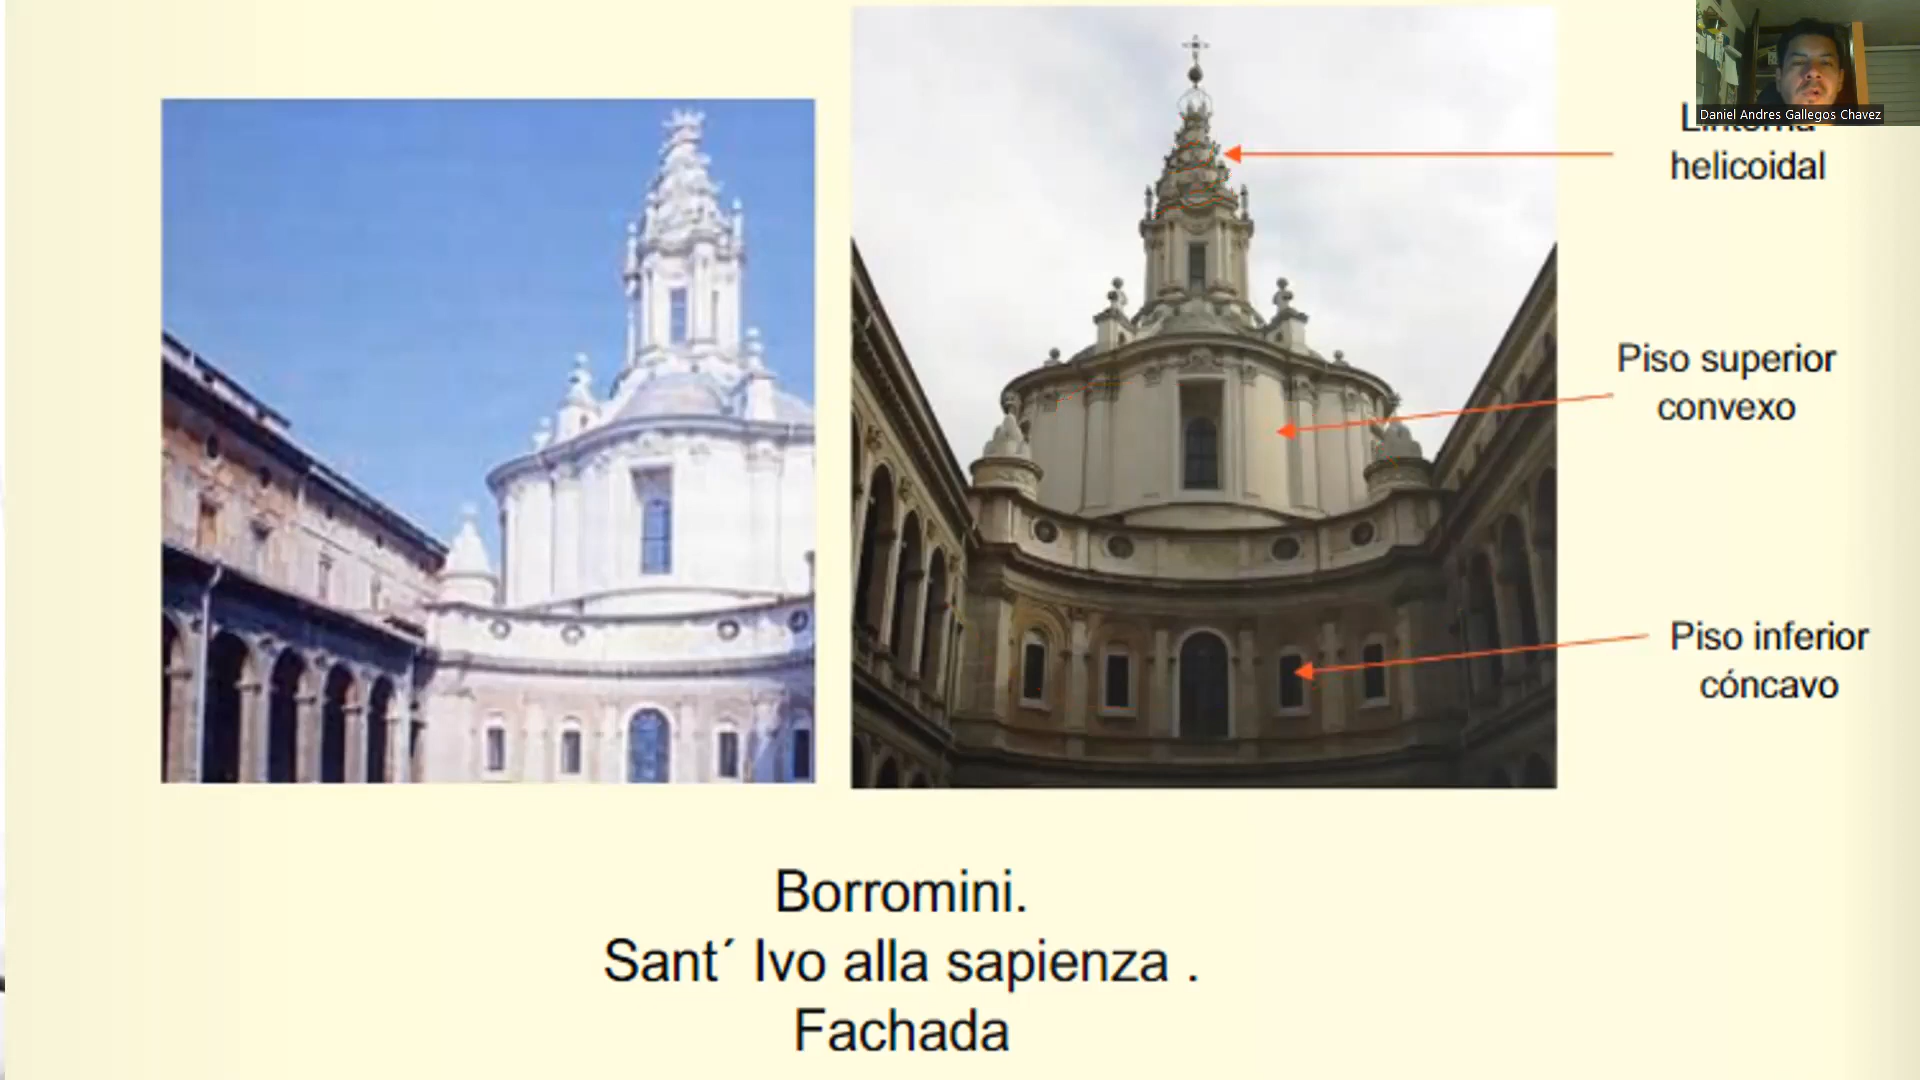 Daniel Andres Gallegos Chavez
helicoidal
Piso superior
convexo
Piso inferior
cóncavo
Borromini.
Sant´ Ivo alla sapienza .
Fachada